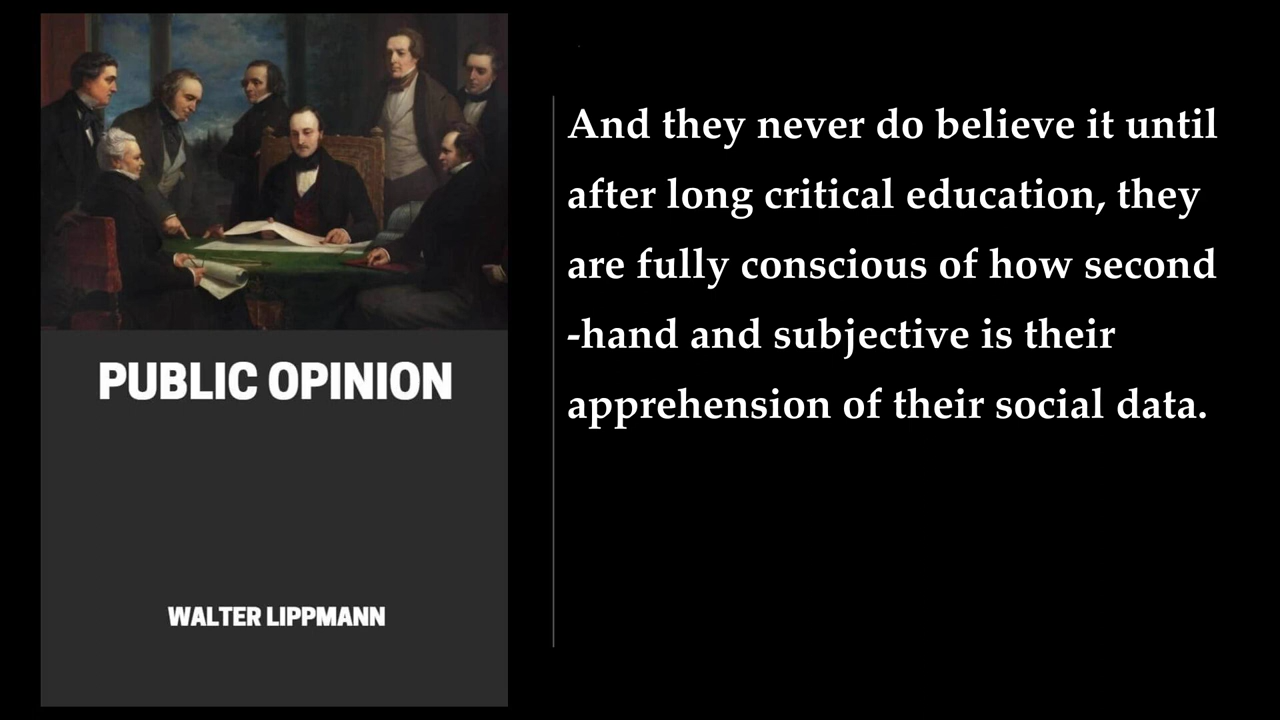 PUBLIC OPINION
WALTER LIPPMANN
And they never do believe it until
after long critical education, they
are fully conscious of how second
-hand and subjective is their
apprehension of their social data.